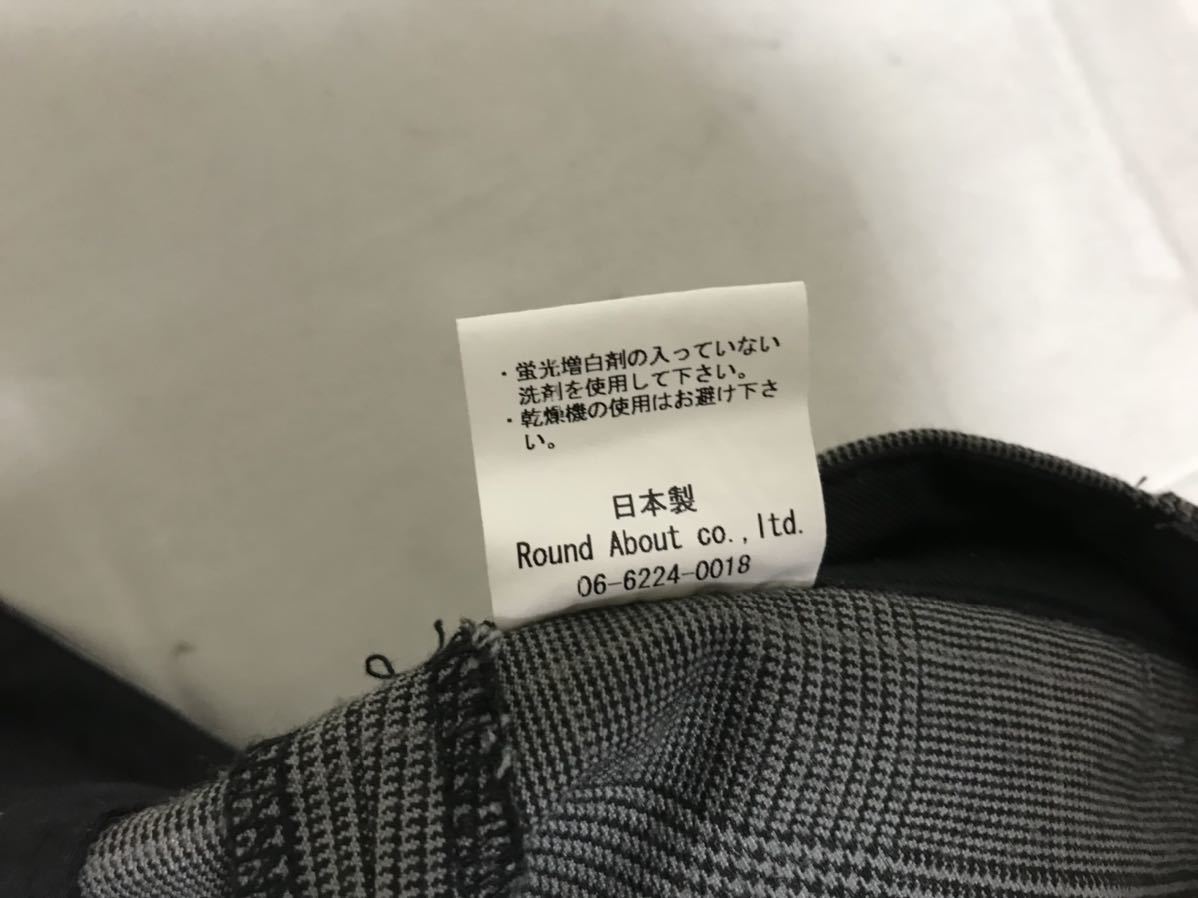 ・蛍光増白剤の入っていない
洗剤を使用して下さい。
・乾燥機の使用はお避け下さ
い。
日本製
Round About co.,ltd.
06-6224-0018